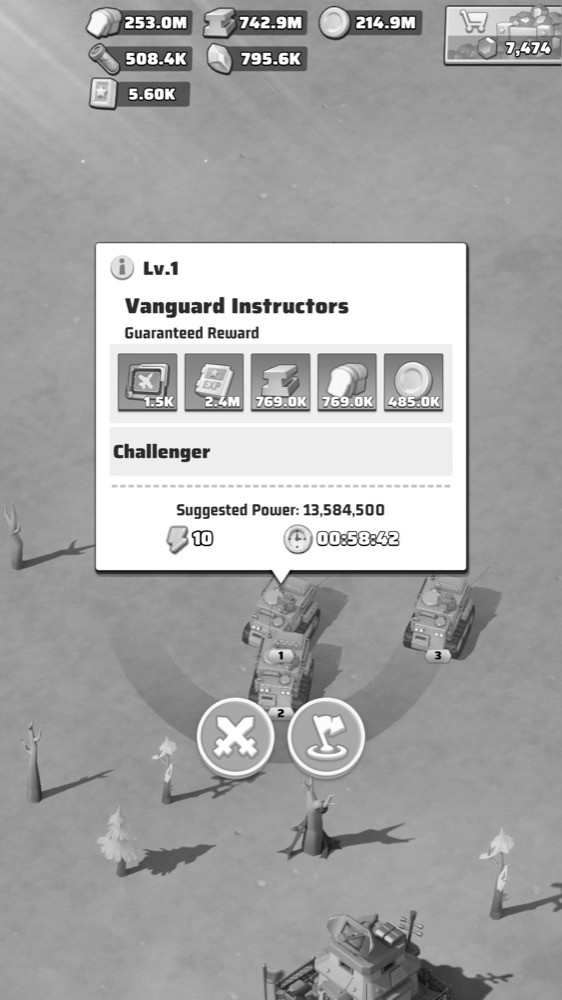 253.0M 742.9M 214.9M 7,474
508.4K 795.6K
5.60K
Lv.1
Vanguard Instructors
Guaranteed Reward
EXP
1.5K 2.4M 769.0K 769.0K 485.0K
Challenger
Suggested Power: 13,584,500
10 00:58:42
1
3
2